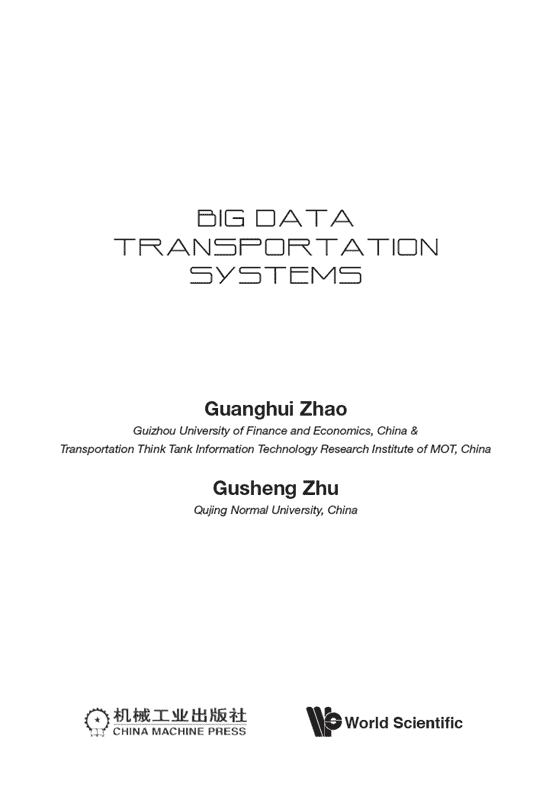 BIG DATA
TRANSPORTATION
SYSTEMS
Guanghui Zhao
Guizhou University of Finance and Economics, China &
Transportation Think Tank Information Technology Research Institute of MOT, China
Gusheng Zhu
Qujing Normal University, China
机械工业出版社
CHINA MACHINE PRESS
World Scientific